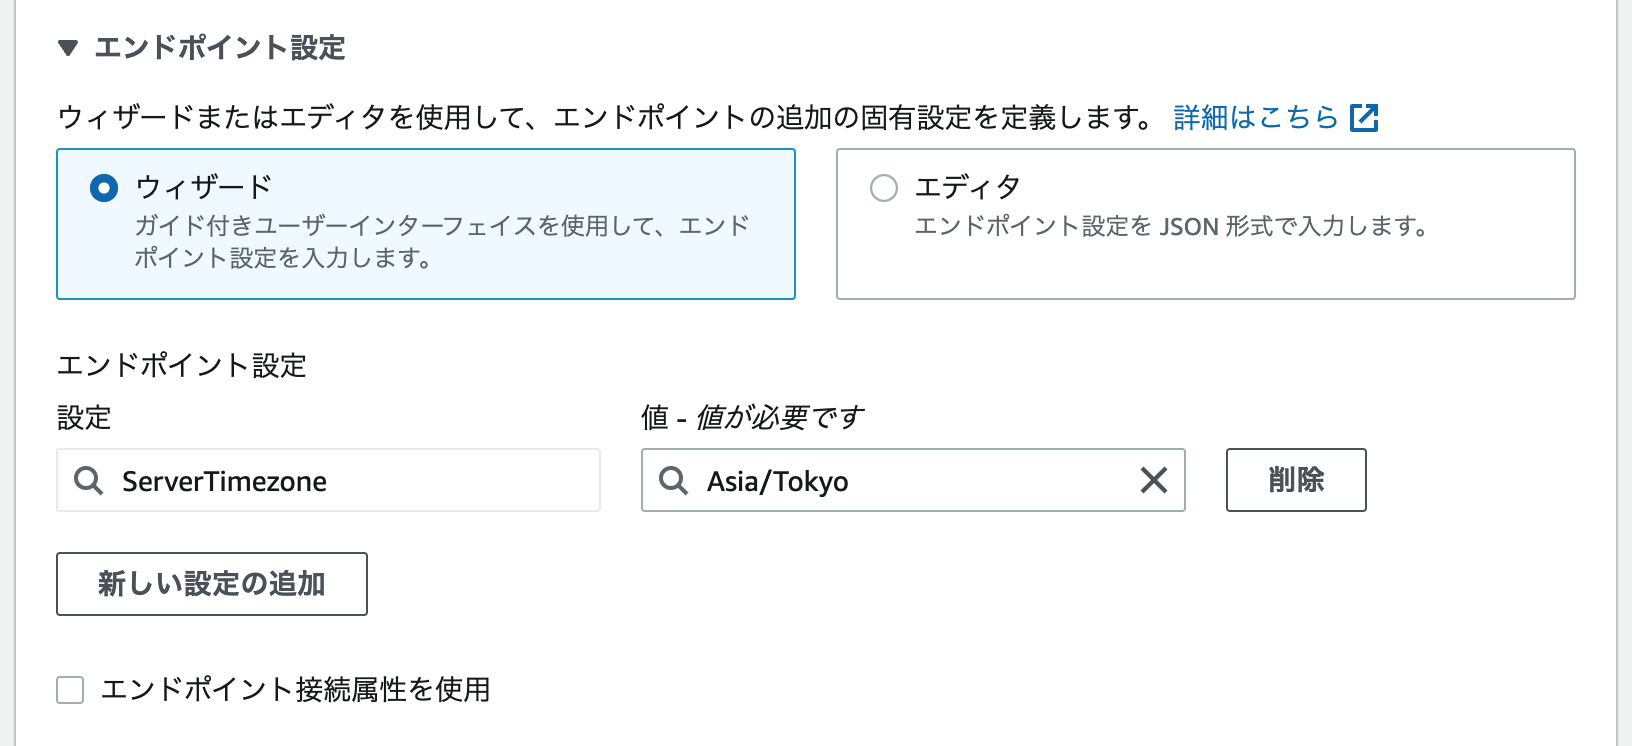 ▼ エンドポイント設定
ウィザードまたはエディタを使用して、エンドポイントの追加の固有設定を定義します。 詳細はこちら
ウィザード
ガイド付きユーザーインターフェイスを使用して、エンド
ポイント設定を入力します。
エディタ
エンドポイント設定を JSON 形式で入力します。
エンドポイント設定
設定
値 - 値が必要です
ServerTimezone
Asia/Tokyo
削除
新しい設定の追加
エンドポイント接続属性を使用